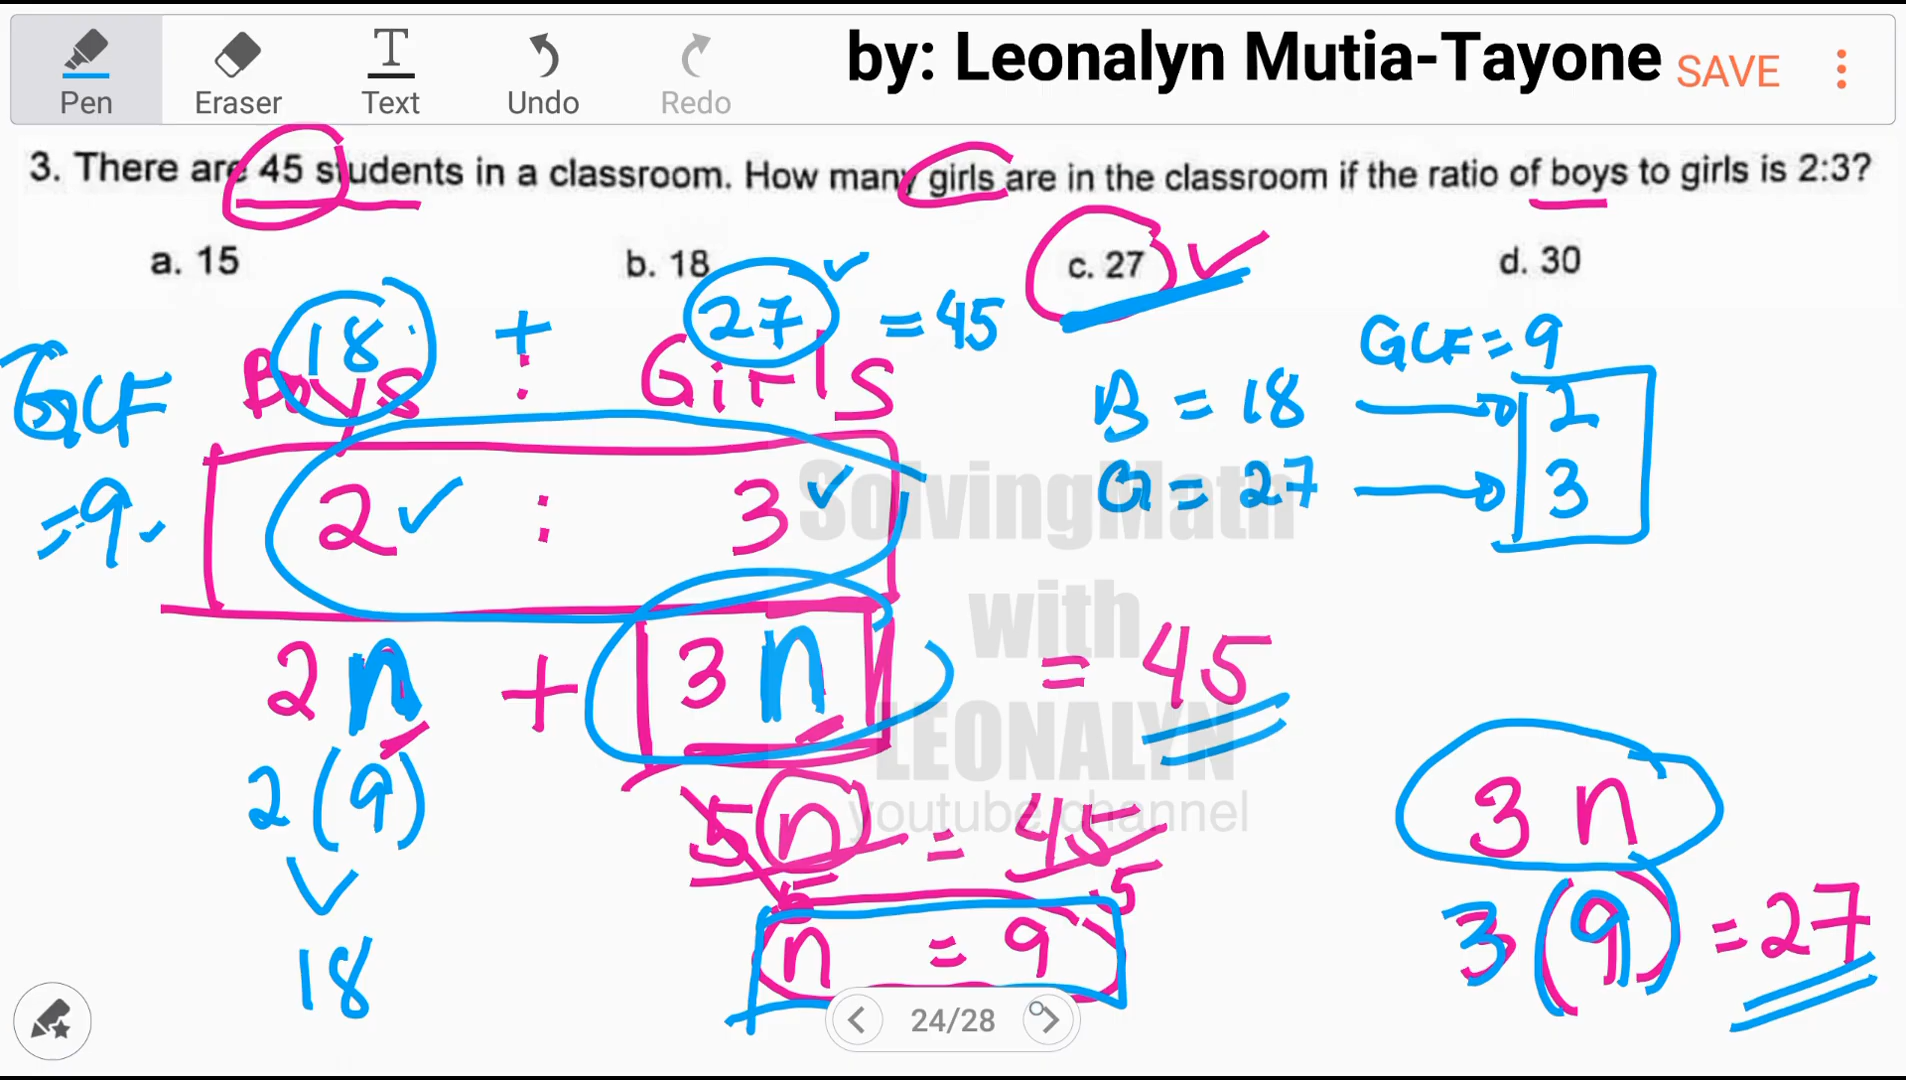 by: Leonalyn Mutia-Tayone SAVE
Pen Eraser Text Undo Redo
3. There are 45 students in a classroom. How many girls are in the classroom if the ratio of boys to girls is 2:3?
a. 15 b. 18 c. 27 d. 30
18 + 27 = 45
GCF = 9
Boys : Girls
GCF
= 9
B = 18 2
G = 27 3
2 : 3
SolvingMath
with
LEONALYN
youtube channel
2n + 3n = 45
2(9)
18
5n = 45
5 5
n = 9
3n
3(9) = 27
24/28